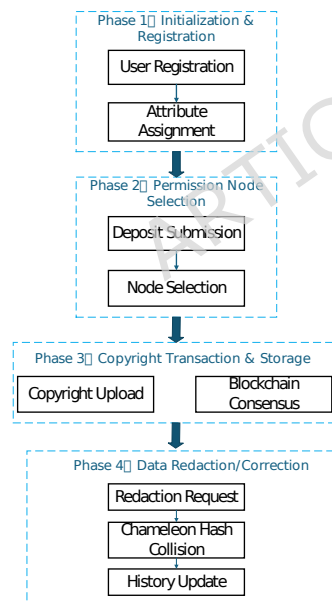 Phase 1： Initialization &
Registration
User Registration
Attribute
Assignment
Phase 2： Permission Node
Selection
Deposit Submission
Node Selection
Phase 3： Copyright Transaction & Storage
Copyright Upload
Blockchain
Consensus
Phase 4： Data Redaction/Correction
Redaction Request
Chameleon Hash
Collision
History Update
ARTIC